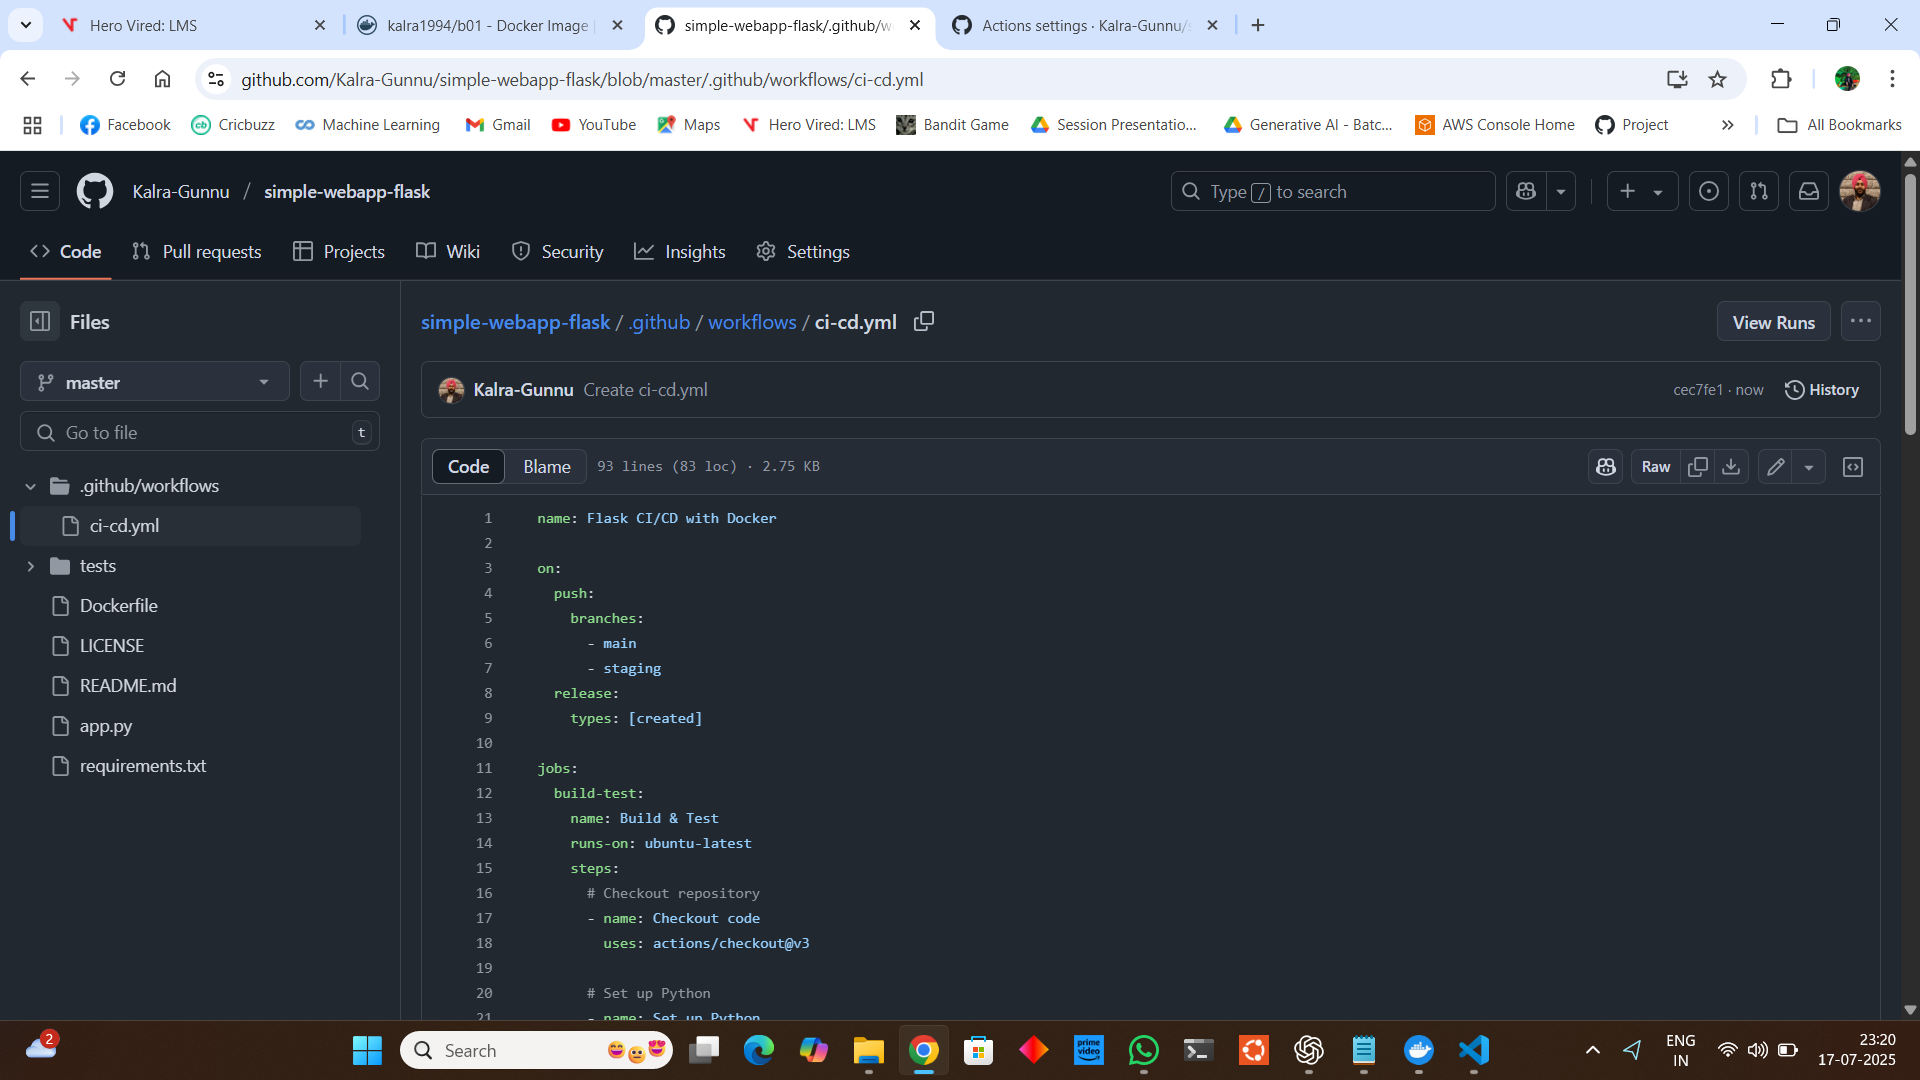 Hero Vired: LMS
kalra1994/b01 - Docker Image
simple-webapp-flask/.github/w
Actions settings · Kalra-Gunnu/s
github.com/Kalra-Gunnu/simple-webapp-flask/blob/master/.github/workflows/ci-cd.yml
Facebook
Cricbuzz
Machine Learning
Gmail
YouTube
Maps
Hero Vired: LMS
Bandit Game
Session Presentatio...
Generative AI - Batc...
AWS Console Home
Project
All Bookmarks
Kalra-Gunnu / simple-webapp-flask
Type / to search
Code
Pull requests
Projects
Wiki
Security
Insights
Settings
Files
simple-webapp-flask / .github / workflows / ci-cd.yml
View Runs
master
Kalra-Gunnu Create ci-cd.yml
cec7fe1 · now
History
Go to file
t
Code
Blame
93 lines (83 loc) · 2.75 KB
Raw
.github/workflows
ci-cd.yml
tests
Dockerfile
LICENSE
README.md
app.py
requirements.txt
1 name: Flask CI/CD with Docker
2
3 on:
4 push:
5 branches:
6 - main
7 - staging
8 release:
9 types: [created]
10
11 jobs:
12 build-test:
13 name: Build & Test
14 runs-on: ubuntu-latest
15 steps:
16 # Checkout repository
17 - name: Checkout code
18 uses: actions/checkout@v3
19
20 # Set up Python
21 - name: Set up Python
2
Search
prime video
ENG
IN
23:20
17-07-2025